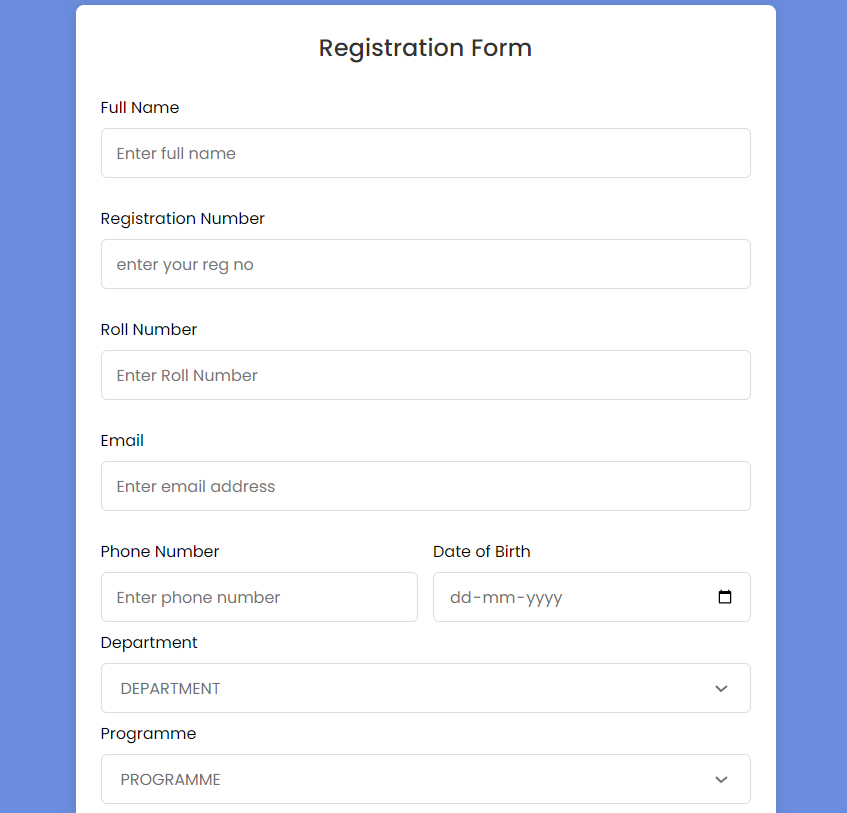 Registration Form
Full Name
Enter full name
Registration Number
enter your reg no
Roll Number
Enter Roll Number
Email
Enter email address
Phone Number Date of Birth
Enter phone number dd-mm-yyyy
Department
DEPARTMENT
Programme
PROGRAMME